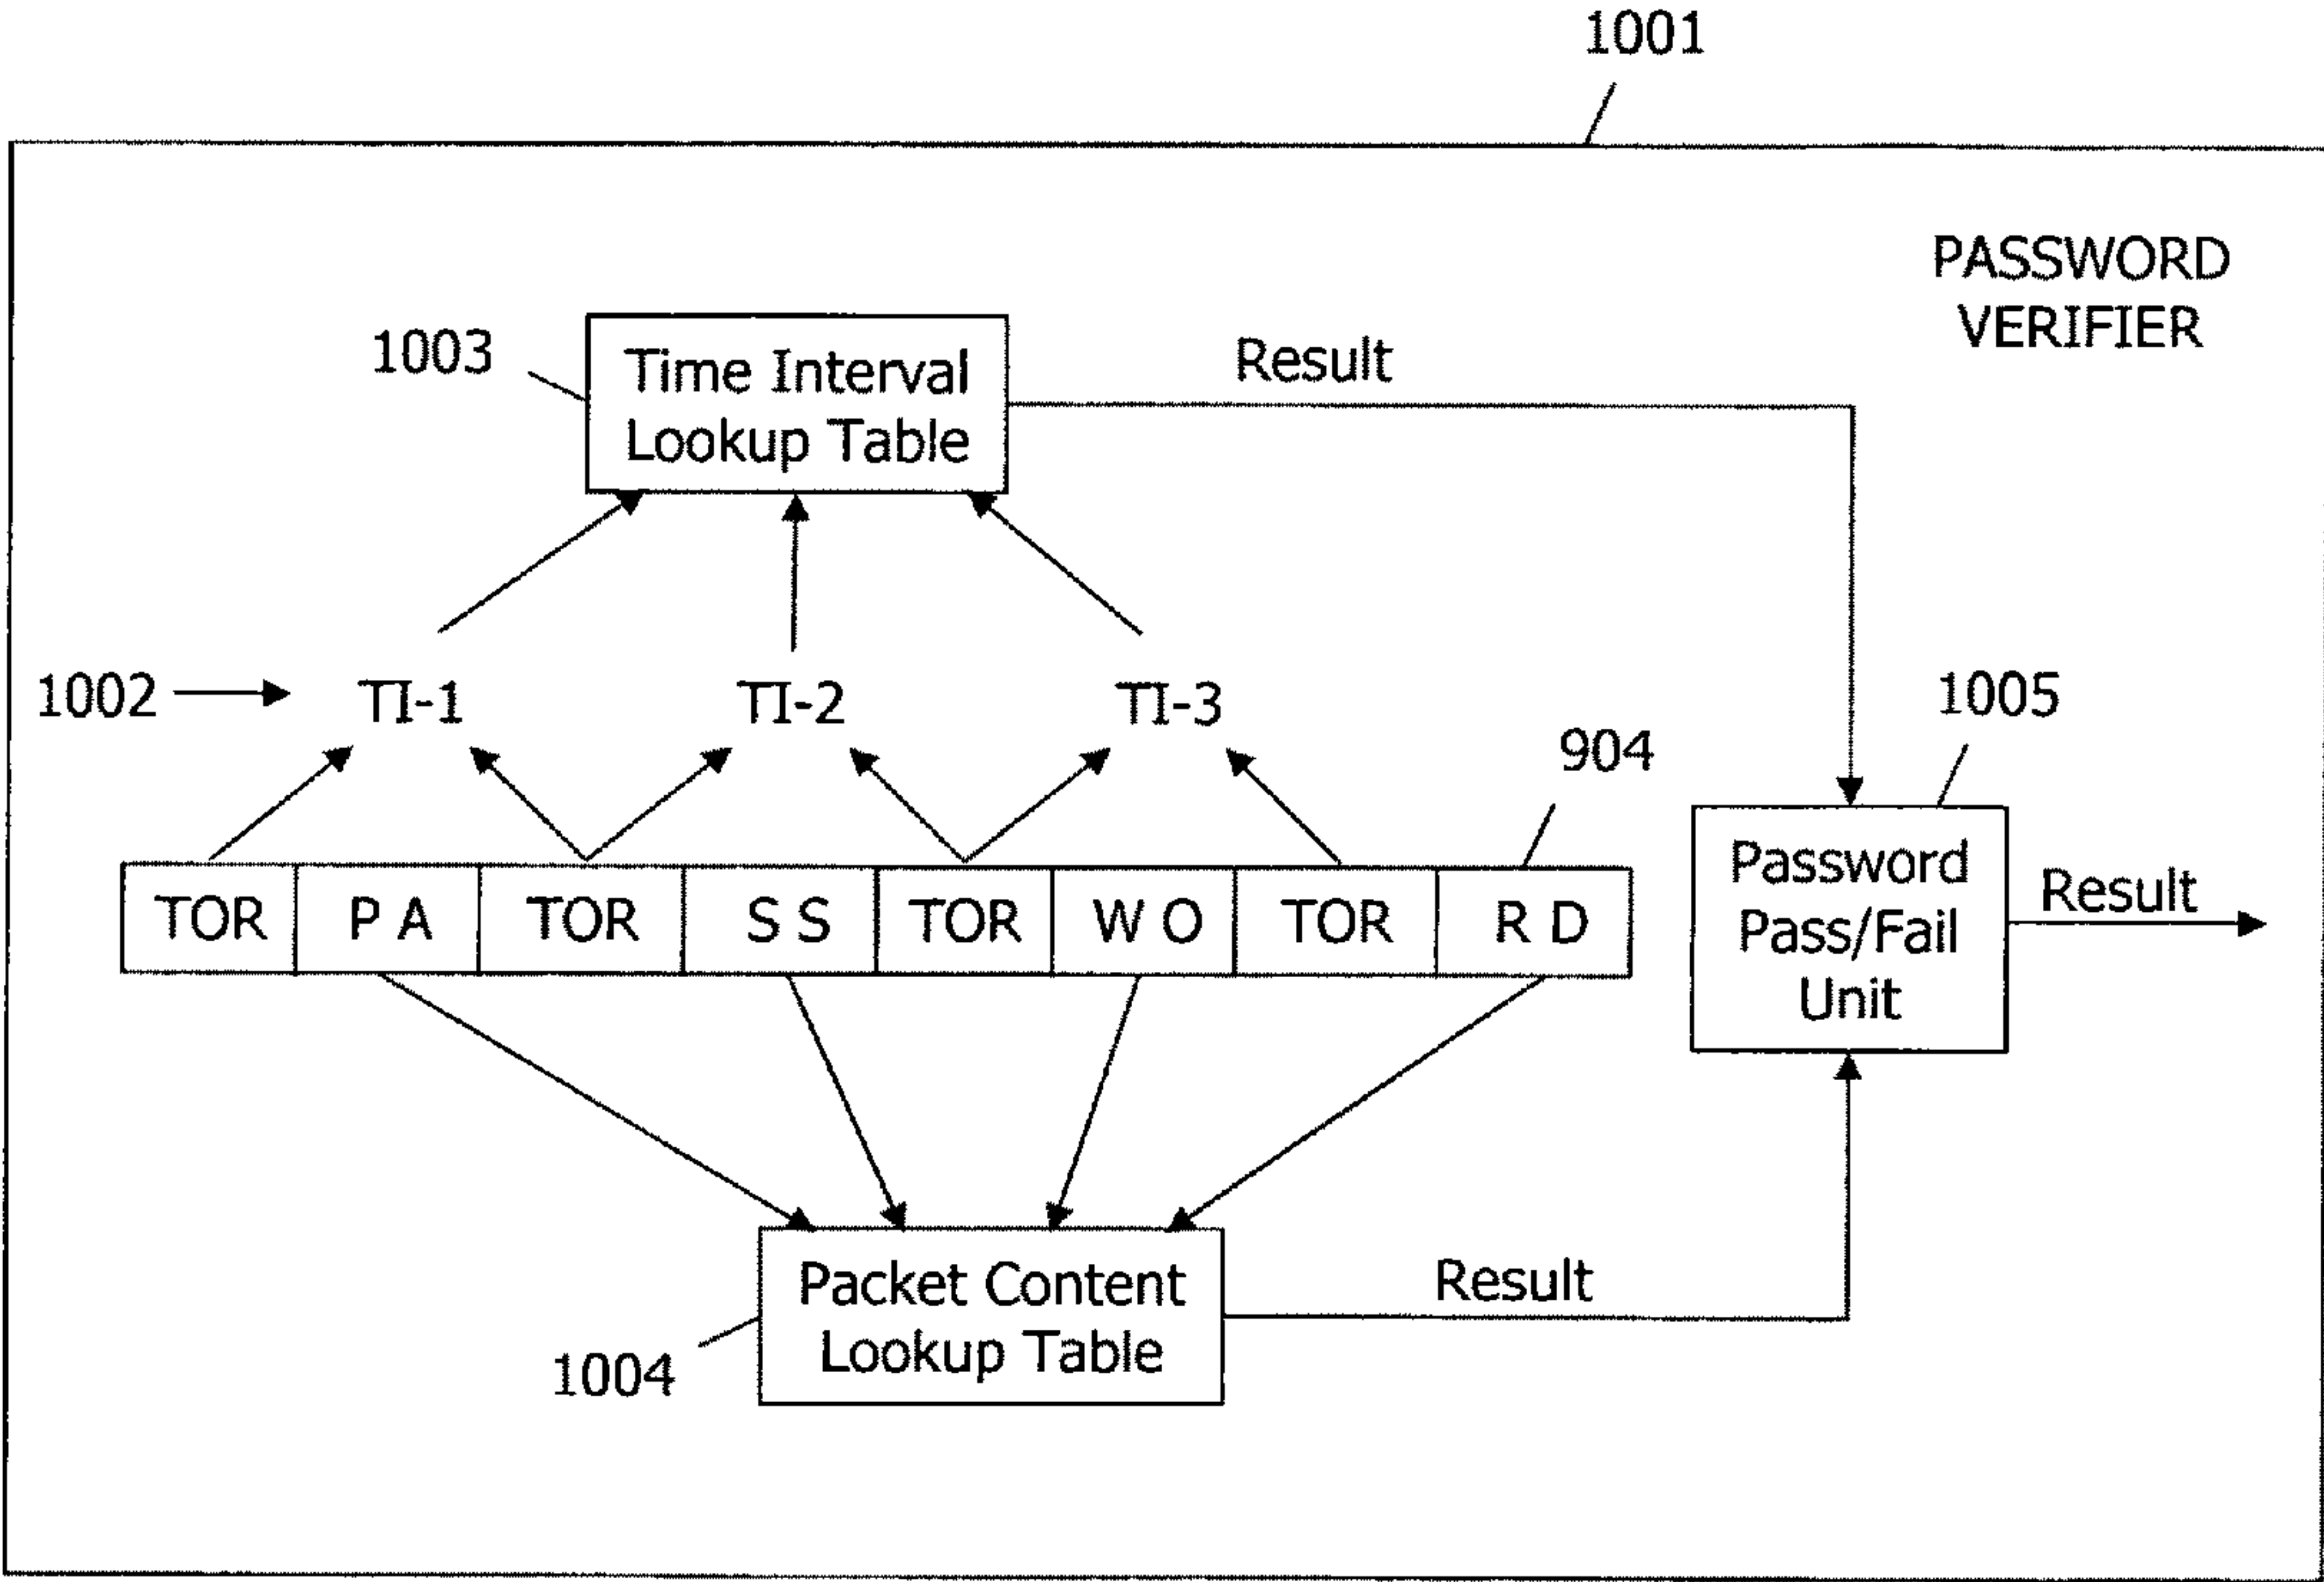 1001
PASSWORD
VERIFIER
1003
Time Interval
Lookup Table
Result
1002
TI-1
TI-2
TI-3
904
1005
TOR
P A
TOR
S S
TOR
W O
TOR
R D
Password
Pass/Fail
Unit
Result
Packet Content
Lookup Table
Result
1004